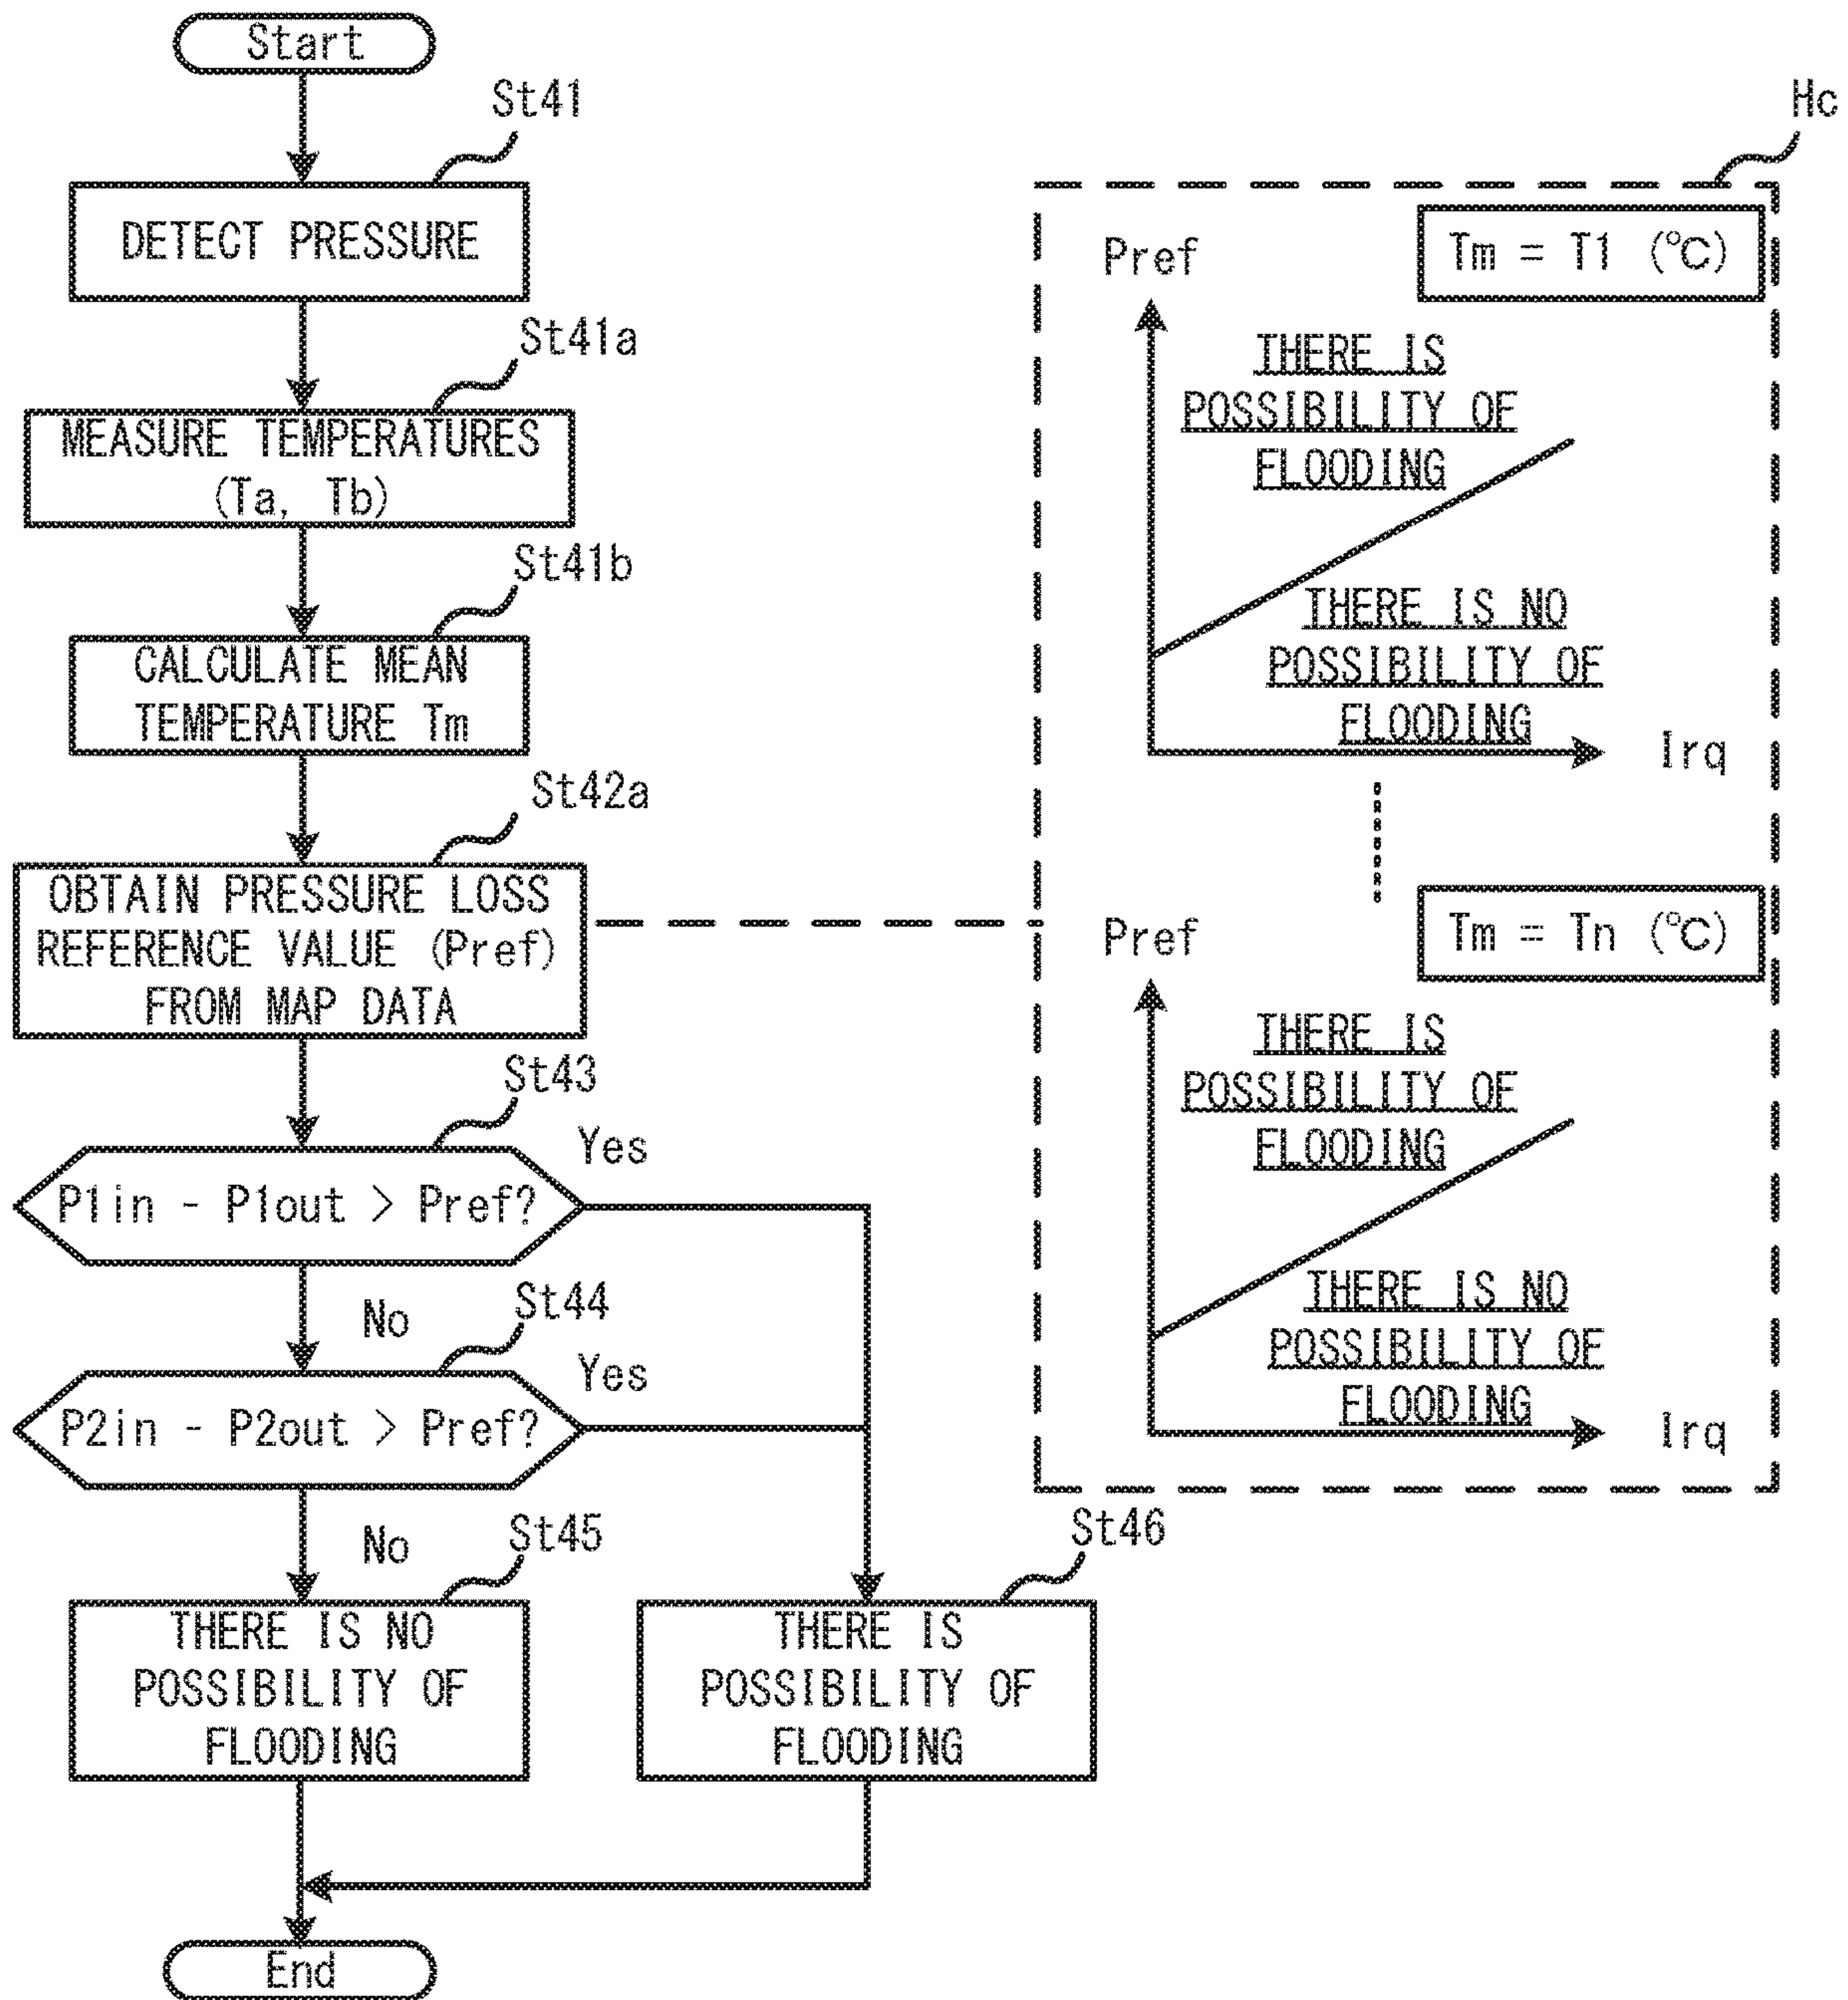 Start
St41
DETECT PRESSURE
St41a
MEASURE TEMPERATURES
(Ta, Tb)
St41b
CALCULATE MEAN
TEMPERATURE Tm
St42a
OBTAIN PRESSURE LOSS
REFERENCE VALUE (Pref)
FROM MAP DATA
St43
P1in - P1out > Pref?
Yes
No
St44
P2in - P2out > Pref?
Yes
No
St45
THERE IS NO
POSSIBILITY OF
FLOODING
St46
THERE IS
POSSIBILITY OF
FLOODING
End
Hc
Tm = T1 (°C)
Pref
THERE IS
POSSIBILITY OF
FLOODING
THERE IS NO
POSSIBILITY OF
FLOODING
Irq
Tm = Tn (°C)
Pref
THERE IS
POSSIBILITY OF
FLOODING
THERE IS NO
POSSIBILITY OF
FLOODING
Irq